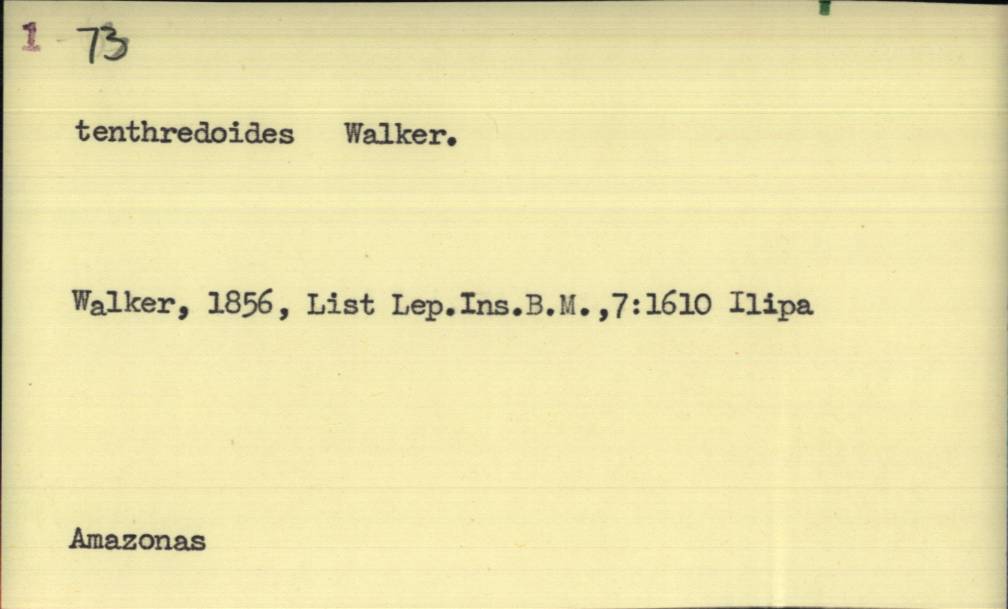 1 73
tenthredoides Walker.
Walker, 1856, List Lep.Ins.B.M.,7:1610 Ilipa
Amazonas